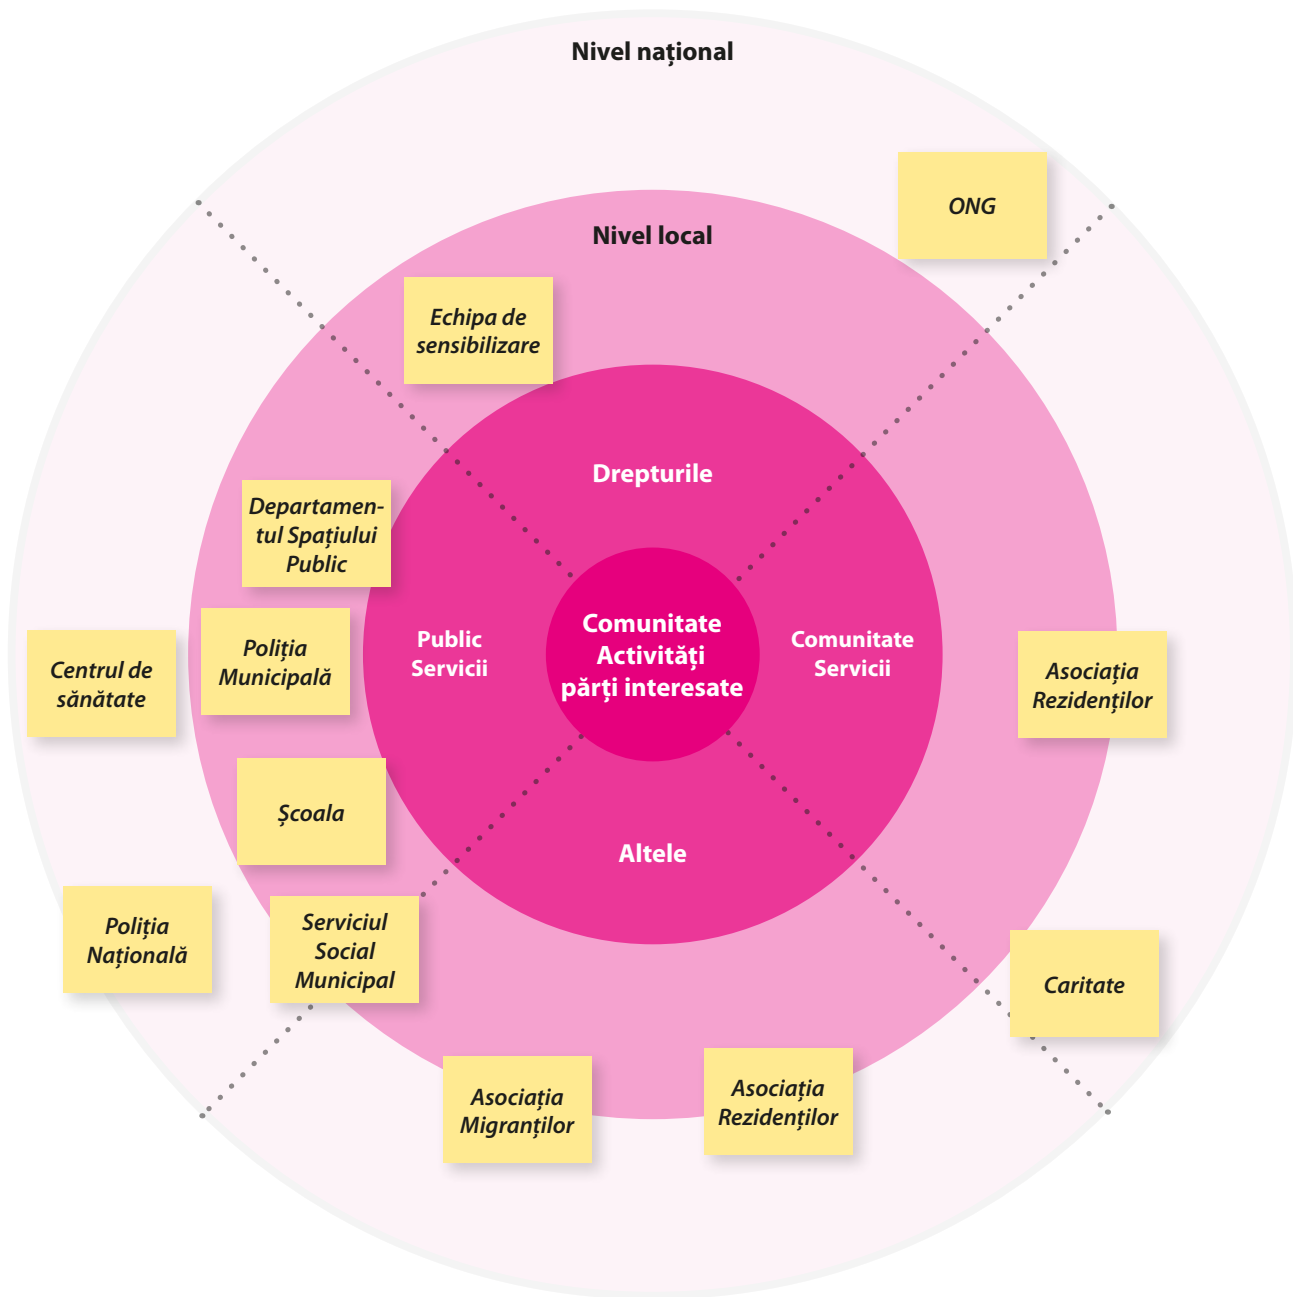 Nivel național
ONG
Nivel local
Echipa de
sensibilizare
Drepturile
Departamen-
tul Spațiului
Public
Poliția
Municipală
Centrul de
sănătate
Public
Servicii
Comunitate
Activități
părți interesate
Comunitate
Servicii
Asociația
Rezidenților
Școala
Altele
Poliția
Națională
Serviciul
Social
Municipal
Caritate
Asociația
Migranților
Asociația
Rezidenților